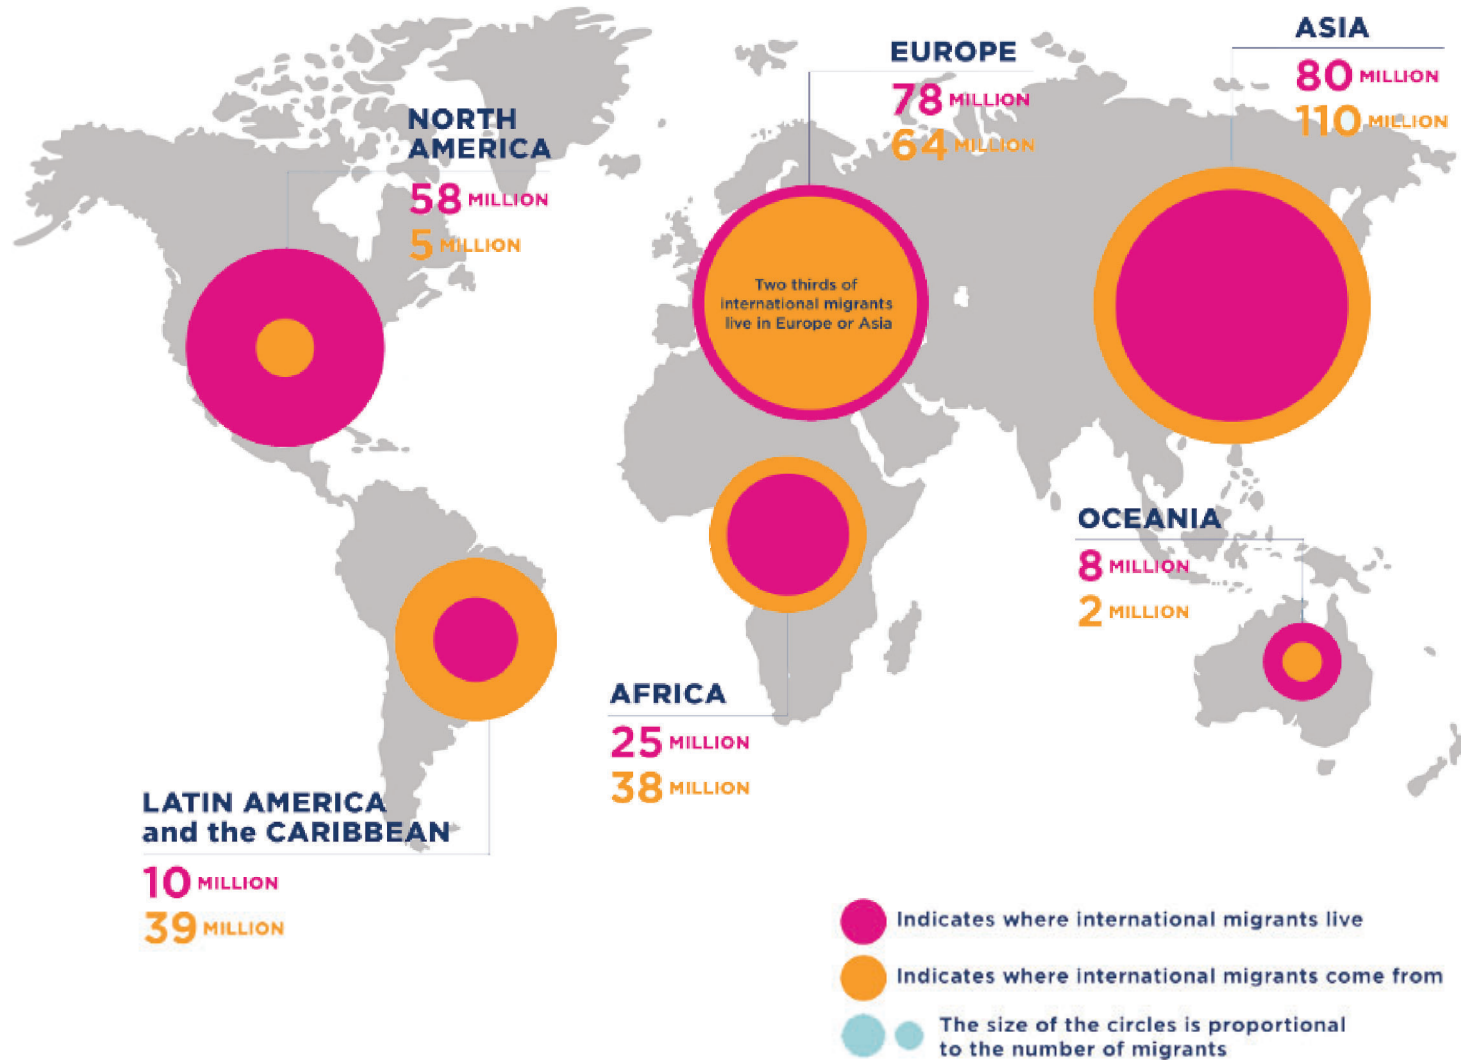 ASIA
80 MILLION
110 MILLION
EUROPE
78 MILLION
64 MILLION
NORTH
AMERICA
58 MILLION
5 MILLION
Two thirds of
international migrants
live in Europe or Asia
OCEANIA
8 MILLION
2 MILLION
AFRICA
25 MILLION
38 MILLION
LATIN AMERICA
and the CARIBBEAN
10 MILLION
39 MILLION
Indicates where international migrants live
Indicates where international migrants come from
The size of the circles is proportional
to the number of migrants